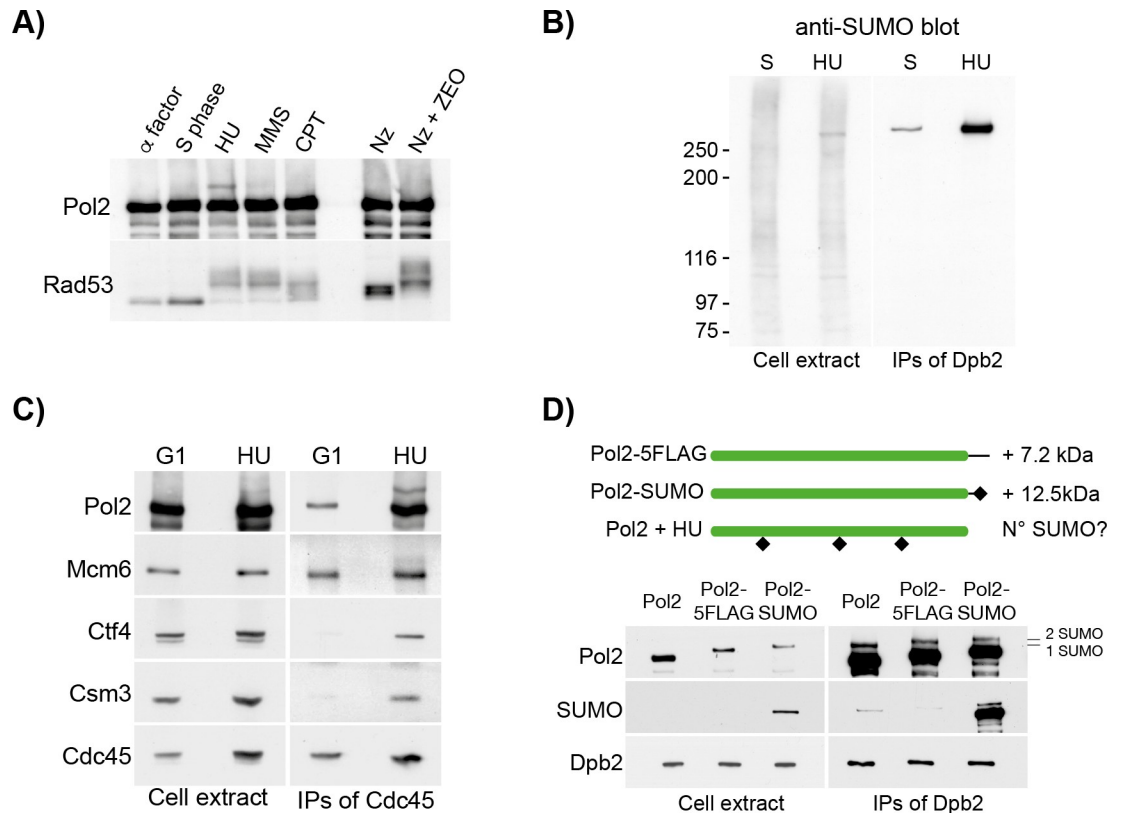 A)
α factor
S phase
HU
MMS
CPT
Nz
Nz + ZEO
Pol2
Rad53
B)
anti-SUMO blot
S HU S HU
250 -
200 -
116 -
97 -
75 -
Cell extract IPs of Dpb2
C)
G1 HU G1 HU
Pol2
Mcm6
Ctf4
Csm3
Cdc45
Cell extract IPs of Cdc45
D)
Pol2-5FLAG + 7.2 kDa
Pol2-SUMO + 12.5kDa
Pol2 + HU N° SUMO?
Pol2 Pol2-5FLAG Pol2-SUMO Pol2 Pol2-5FLAG Pol2-SUMO
2 SUMO
1 SUMO
Pol2
SUMO
Dpb2
Cell extract IPs of Dpb2